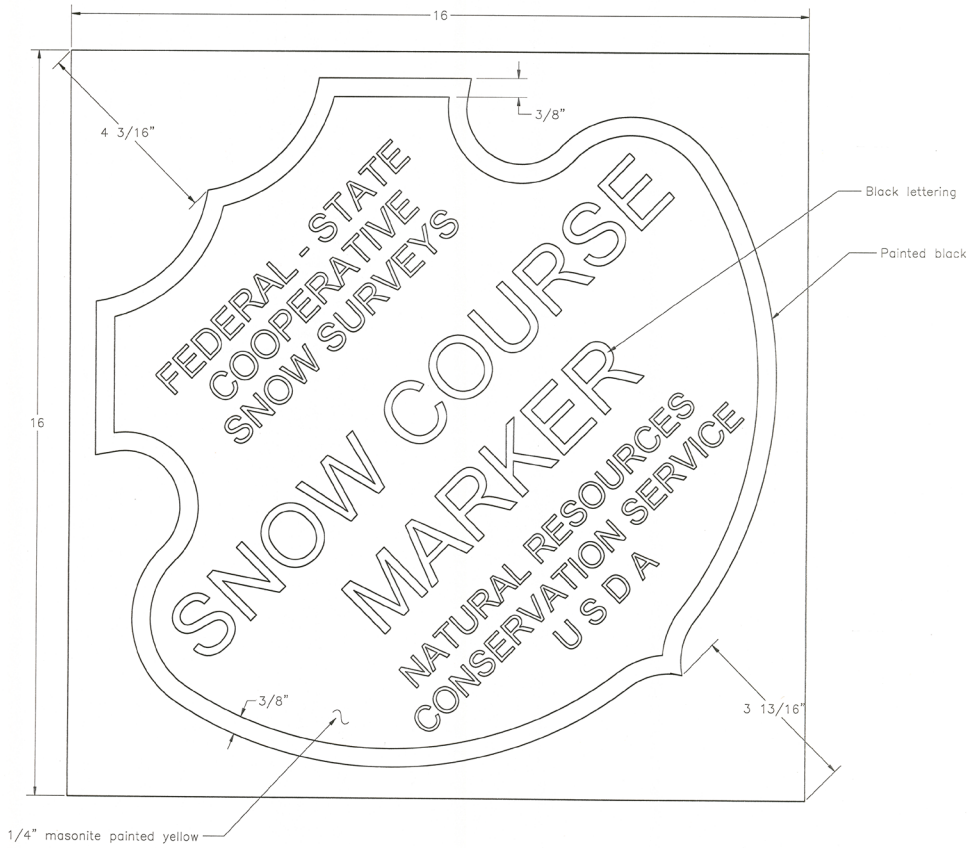 16
4 3/16"
3/8"
Black lettering
Painted black
FEDERAL - STATE
COOPERATIVE
SNOW SURVEYS
SNOW COURSE
MARKER
16
NATURAL RESOURCES
CONSERVATION SERVICE
U S D A
3/8"
3 13/16"
1/4" masonite painted yellow